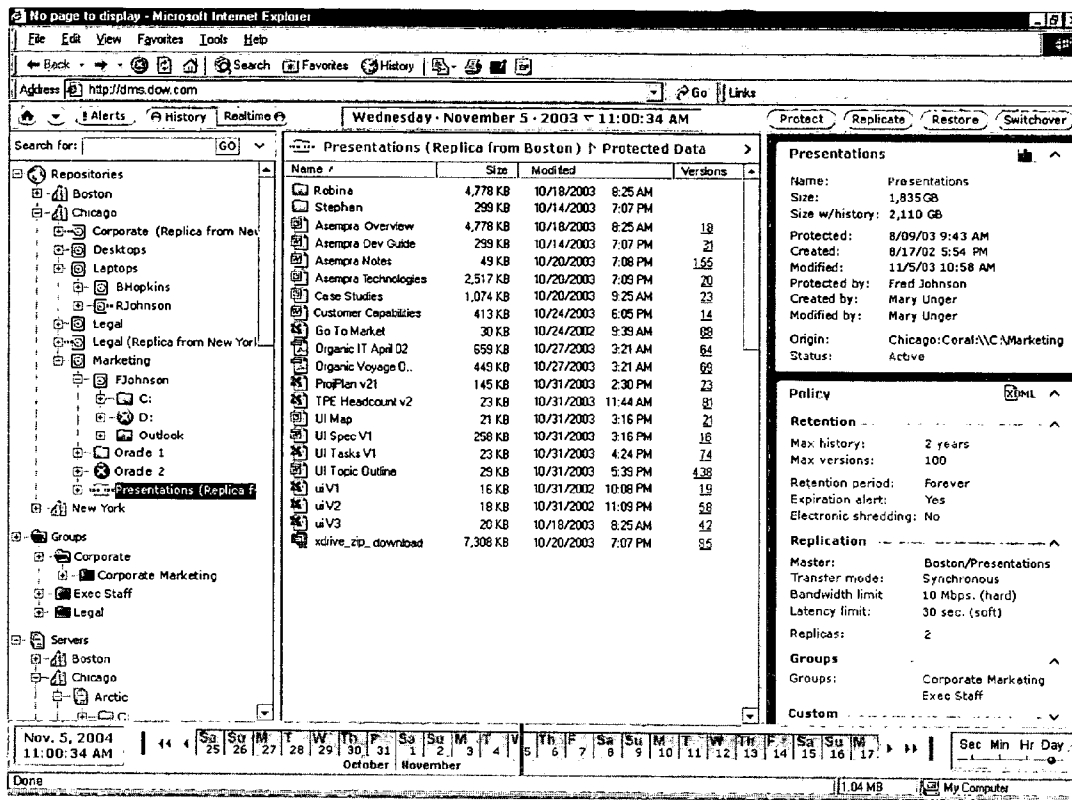 No page to display - Microsoft Internet Explorer
File Edit View Favorites Tools Help
Back Search Favorites History
Address http://dms.dow.com Go Links
! Alerts History Realtime Wednesday · November 5 · 2003 11:00:34 AM Protect Replicate Restore Switchover
Search for: GO
Repositories
Boston
Chicago
Corporate (Replica from New
Desktops
Laptops
BHopkins
RJohnson
Legal
Legal (Replica from New Yor
Marketing
FJohnson
C:
D:
Outlook
Orade 1
Orade 2
Presentations (Replica f
New York
Groups
Corporate
Corporate Marketing
Exec Staff
Legal
Servers
Boston
Chicago
Arctic
C:
Presentations (Replica from Boston) Protected Data >
Name Size Modified Versions
Robina 4,778 KB 10/18/2003 8:25 AM
Stephen 299 KB 10/14/2003 7:07 PM
Asempra Overview 4,778 KB 10/18/2003 8:25 AM 18
Asempra Dev Guide 299 KB 10/14/2003 7:07 PM 21
Asempra Notes 49 KB 10/20/2003 7:08 PM 155
Asempra Technologies 2,517 KB 10/20/2003 7:09 PM 20
Case Studies 1,074 KB 10/20/2003 9:25 AM 23
Customer Capabilities 413 KB 10/24/2002 6:05 PM 14
Go To Market 30 KB 10/24/2002 9:39 AM
Organic IT April 02 659 KB 10/27/2003 3:21 AM 64
Organic Voyage 0.. 449 KB 10/27/2003 3:21 AM 69
ProjPlan v21 145 KB 10/31/2003 2:30 PM 23
TPE Headcount v2 23 KB 10/31/2003 11:44 AM 81
UI Map 21 KB 10/31/2003 3:16 PM 21
UI Spec V1 258 KB 10/31/2003 3:16 PM 16
UI Tasks V1 23 KB 10/31/2003 4:24 PM 74
UI Topic Outline 29 KB 10/31/2003 5:39 PM 438
uiV1 16 KB 10/31/2002 10:08 PM 19
uiV2 18 KB 10/31/2002 11:09 PM 58
uiV3 20 KB 10/18/2003 8:25 AM 42
xdrive_zip_download 7,308 KB 10/20/2003 7:07 PM 95
Presentations
Name: Presentations
Size: 1,835GB
Size w/history: 2,110 GB
Protected: 8/09/03 9:43 AM
Created: 8/17/02 5:54 PM
Modified: 11/5/03 10:58 AM
Protected by: Fred Johnson
Created by: Mary Unger
Modified by: Mary Unger
Origin: Chicago:Coral:\\C:\Marketing
Status: Active
Policy XDML
Retention
Max history: 2 years
Max versions: 100
Retention period: Forever
Expiration alert: Yes
Electronic shredding: No
Replication
Master: Boston/Presentations
Transfer mode: Synchronous
Bandwidth limit 10 Mbps. (hard)
Latency limit: 30 sec. (soft)
Replicas: 2
Groups
Groups: Corporate Marketing
Exec Staff
Custom
Nov. 5, 2004
11:00:34 AM
Sa Su M T W Th F Sa Su M T W Th F Sa Su M T W Th F Sa Su M
25 26 27 28 29 30 31 1 2 3 4 5 6 7 8 9 10 11 12 13 14 15 16 17
October November
Sec Min Hr Day
Done 1.04 MB My Computer